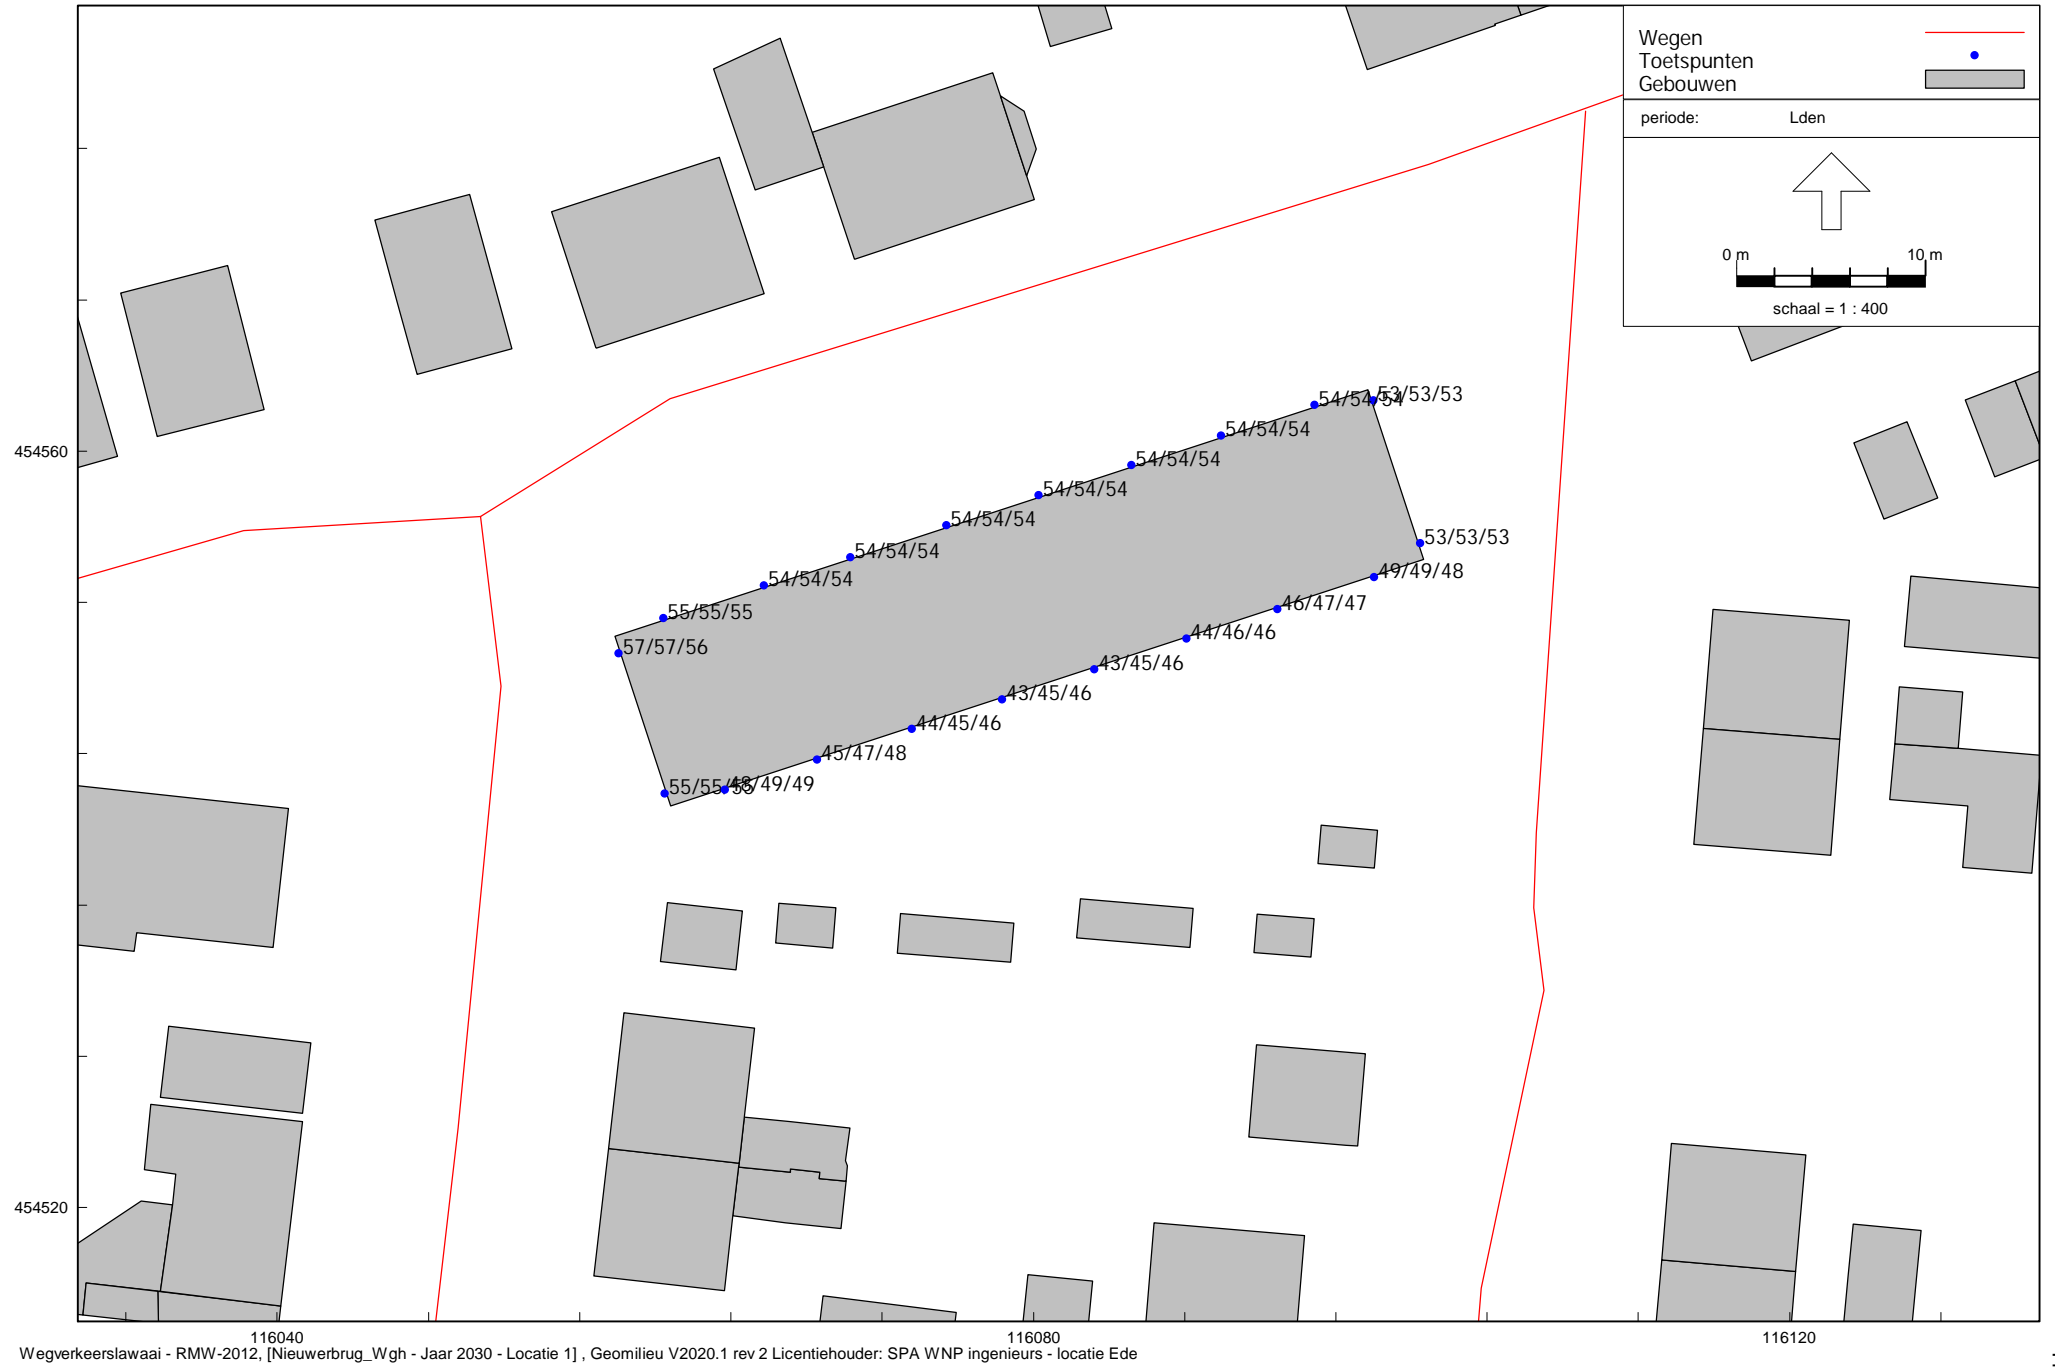 Wegen
Toetspunten
Gebouwen
periode: Lden
0 m 10 m
schaal = 1 : 400
54/54/54
53/53/53
54/54/54
454560
54/54/54
54/54/54
54/54/54
53/53/53
54/54/54
49/49/48
54/54/54
46/47/47
55/55/55
44/46/46
57/57/56
43/45/46
43/45/46
44/45/46
45/47/48
55/55/55
48/49/49
454520
116040 116080 116120
Wegverkeerslawaai - RMW-2012, [Nieuwerbrug_Wgh - Jaar 2030 - Locatie 1] , Geomilieu V2020.1 rev 2 Licentiehouder: SPA WNP ingenieurs - locatie Ede